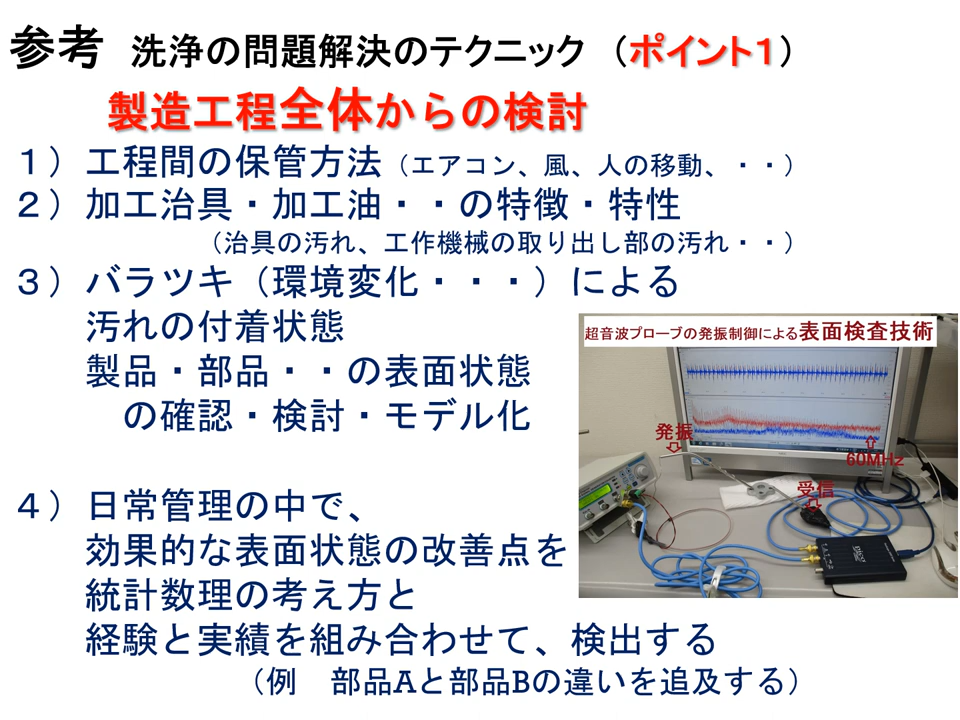 参考 洗浄の問題解決のテクニック （ポイント１）
製造工程全体からの検討
１）工程間の保管方法（エアコン、風、人の移動、・・）
２）加工治具・加工油・・の特徴・特性
（治具の汚れ、工作機械の取り出し部の汚れ・・）
３）バラツキ（環境変化・・・）による
汚れの付着状態
製品・部品・・の表面状態
の確認・検討・モデル化
超音波プローブの発振制御による表面検査技術
発振
60MHz
受信
４）日常管理の中で、
効果的な表面状態の改善点を
統計数理の考え方と
経験と実績を組み合わせて、検出する
（例　部品Aと部品Bの違いを追及する）